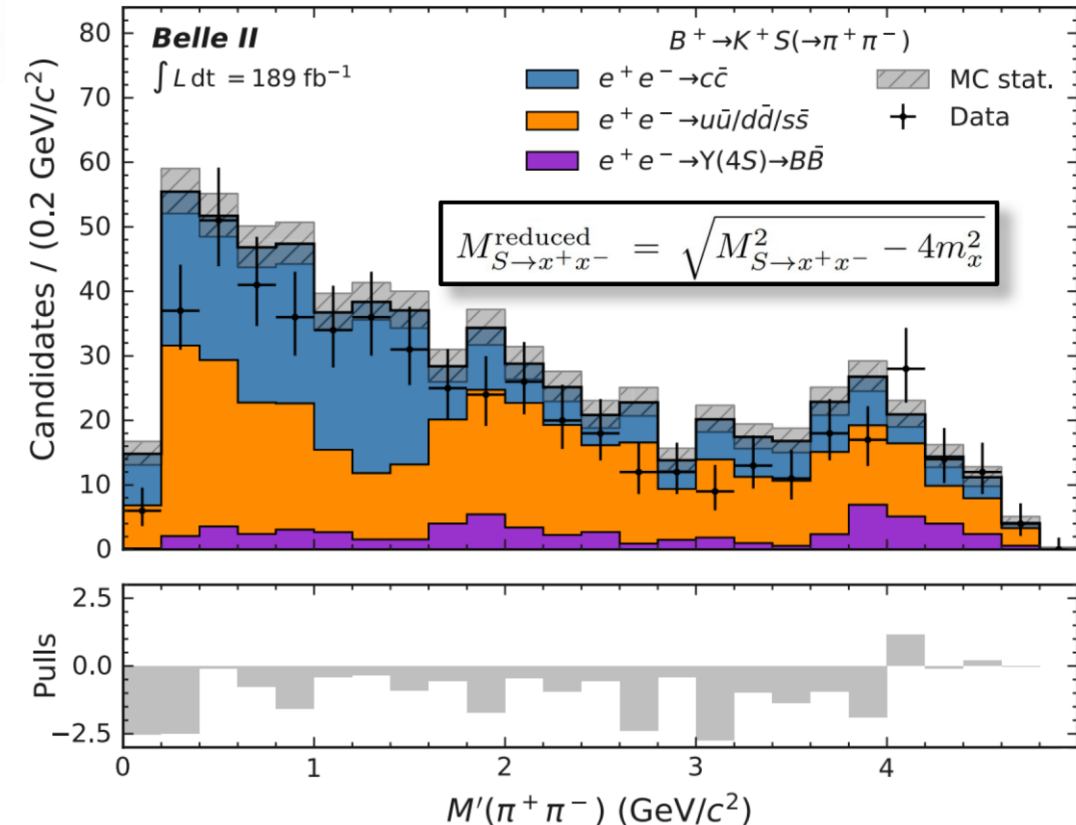 Belle II
∫ L dt = 189 fb⁻¹
B⁺→K⁺S(→π⁺π⁻)
e⁺e⁻→cc̄
e⁺e⁻→uū/dd̄/ss̄
e⁺e⁻→Υ(4S)→BB̄
MC stat.
Data
M^reduced_{S→x⁺x⁻} = √(M²_{S→x⁺x⁻} − 4m²ₓ)
Candidates / (0.2 GeV/c²)
80
70
60
50
40
30
20
10
0
Pulls
2.5
0.0
−2.5
0 1 2 3 4
M′(π⁺π⁻) (GeV/c²)